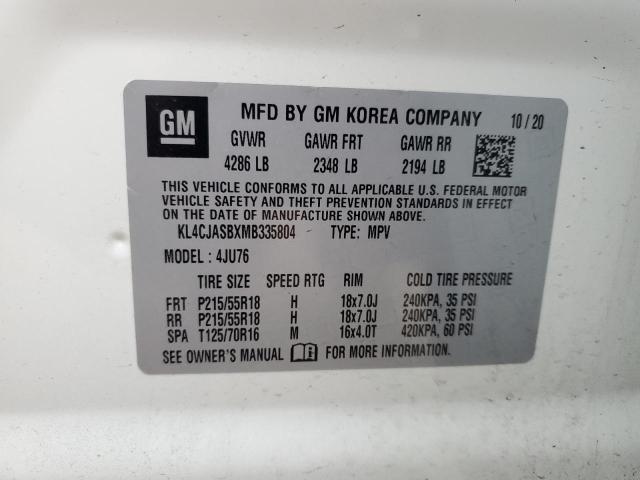 GM MFD BY GM KOREA COMPANY 10/20
GVWR GAWR FRT GAWR RR
4286 LB 2348 LB 2194 LB
THIS VEHICLE CONFORMS TO ALL APPLICABLE U.S. FEDERAL MOTOR
VEHICLE SAFETY AND THEFT PREVENTION STANDARDS IN EFFECT
ON THE DATE OF MANUFACTURE SHOWN ABOVE.
KL4CJASBXMB335804 TYPE: MPV
MODEL : 4JU76
TIRE SIZE SPEED RTG RIM COLD TIRE PRESSURE
FRT P215/55R18 H 18x7.0J 240KPA, 35 PSI
RR P215/55R18 H 18x7.0J 240KPA, 35 PSI
SPA T125/70R16 M 16x4.0T 420KPA, 60 PSI
SEE OWNER'S MANUAL FOR MORE INFORMATION.